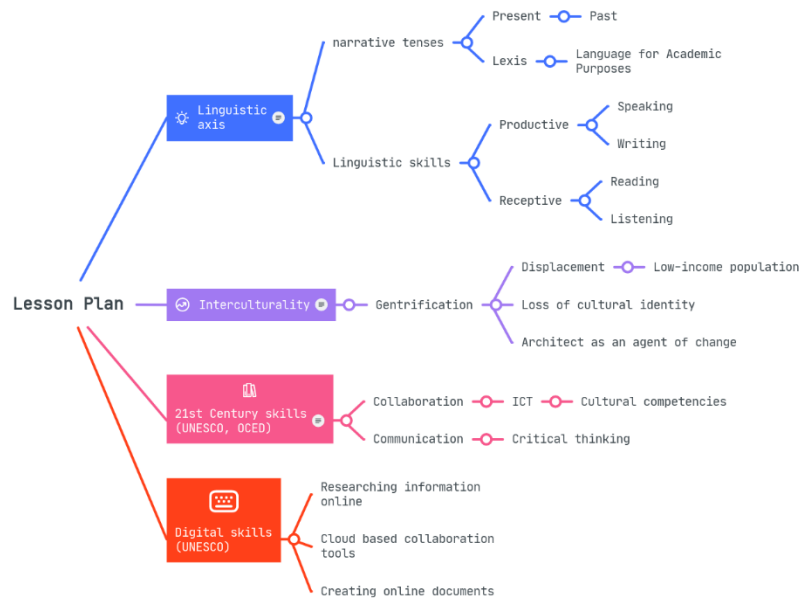 Lesson Plan
Linguistic
axis
narrative tenses
Present
Past
Lexis
Language for Academic
Purposes
Linguistic skills
Productive
Speaking
Writing
Receptive
Reading
Listening
Interculturality
Gentrification
Displacement
Low-income population
Loss of cultural identity
Architect as an agent of change
21st Century skills
(UNESCO, OCED)
Collaboration
ICT
Cultural competencies
Communication
Critical thinking
Digital skills
(UNESCO)
Researching information
online
Cloud based collaboration
tools
Creating online documents